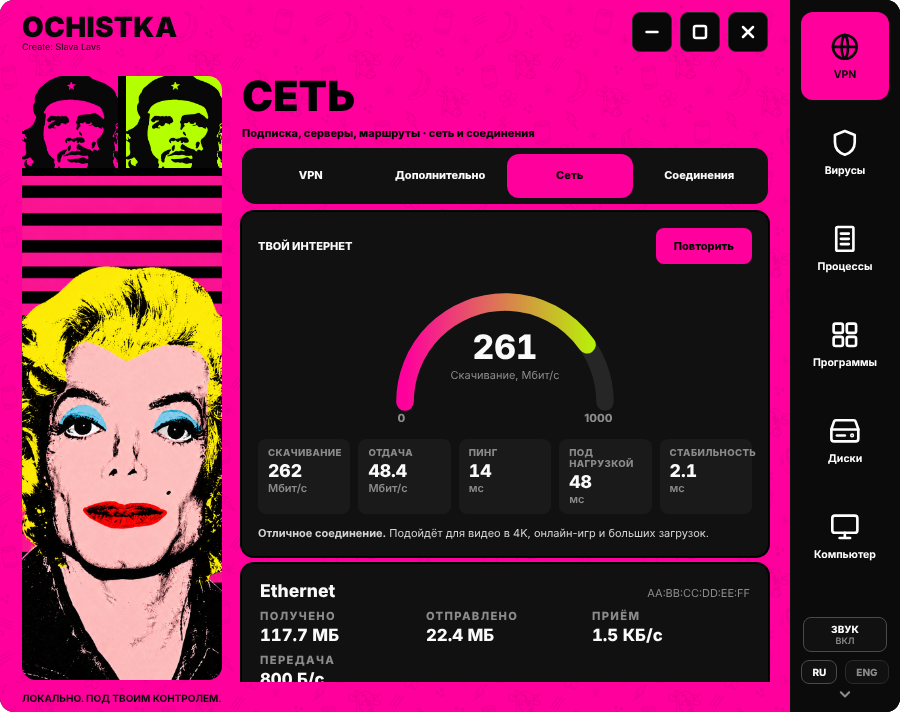 OCHISTKA
Create: Slava Lavs
СЕТЬ
Подписка, серверы, маршруты · сеть и соединения
VPN
Дополнительно
Сеть
Соединения
ТВОЙ ИНТЕРНЕТ
Повторить
261
Скачивание, Мбит/с
0
1000
СКАЧИВАНИЕ
262
Мбит/с
ОТДАЧА
48.4
Мбит/с
ПИНГ
14
мс
ПОД
НАГРУЗКОЙ
48
мс
СТАБИЛЬНОСТЬ
2.1
мс
Отличное соединение. Подойдёт для видео в 4K, онлайн-игр и больших загрузок.
Ethernet
AA:BB:CC:DD:EE:FF
ПОЛУЧЕНО
117.7 МБ
ОТПРАВЛЕНО
22.4 МБ
ПРИЁМ
1.5 КБ/с
ПЕРЕДАЧА
800 Б/с
ЛОКАЛЬНО. ПОД ТВОИМ КОНТРОЛЕМ.
VPN
Вирусы
Процессы
Программы
Диски
Компьютер
ЗВУК
ВКЛ
RU
ENG